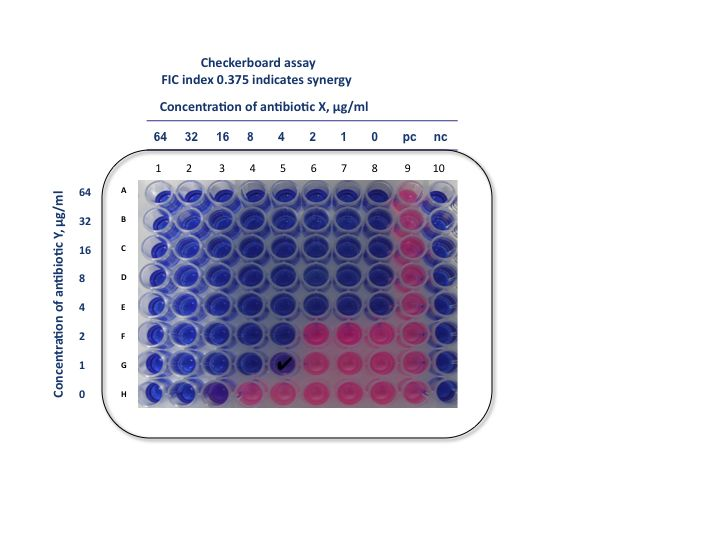 Checkerboard assay
FIC index 0.375 indicates synergy
Concentration of antibiotic X, µg/ml
64 32 16 8 4 2 1 0 pc nc
1 2 3 4 5 6 7 8 9 10
Concentration of antibiotic Y, µg/ml
64 A
32 B
16 C
8 D
4 E
2 F
1 G
0 H